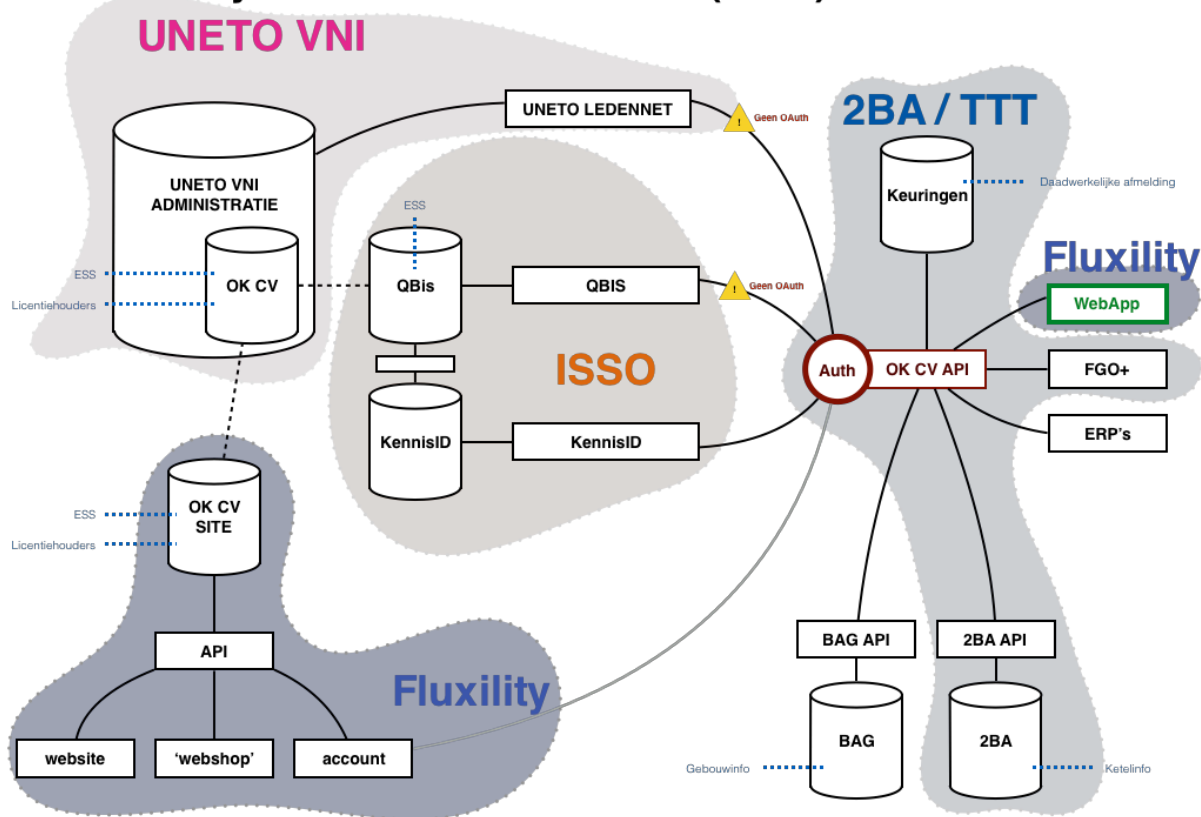 UNETO VNI
UNETO LEDENNET
!
Geen OAuth
2BA / TTT
UNETO VNI
ADMINISTRATIE
Keuringen
Daadwerkelijke afmelding
ESS
ESS
OK CV
Licentiehouders
QBis
QBIS
!
Geen OAuth
Fluxility
WebApp
ISSO
Auth
OK CV API
FGO+
KennisID
KennisID
ERP's
OK CV
SITE
ESS
Licentiehouders
API
BAG API
2BA API
Fluxility
website
‘webshop’
account
BAG
2BA
Gebouwinfo
Ketelinfo